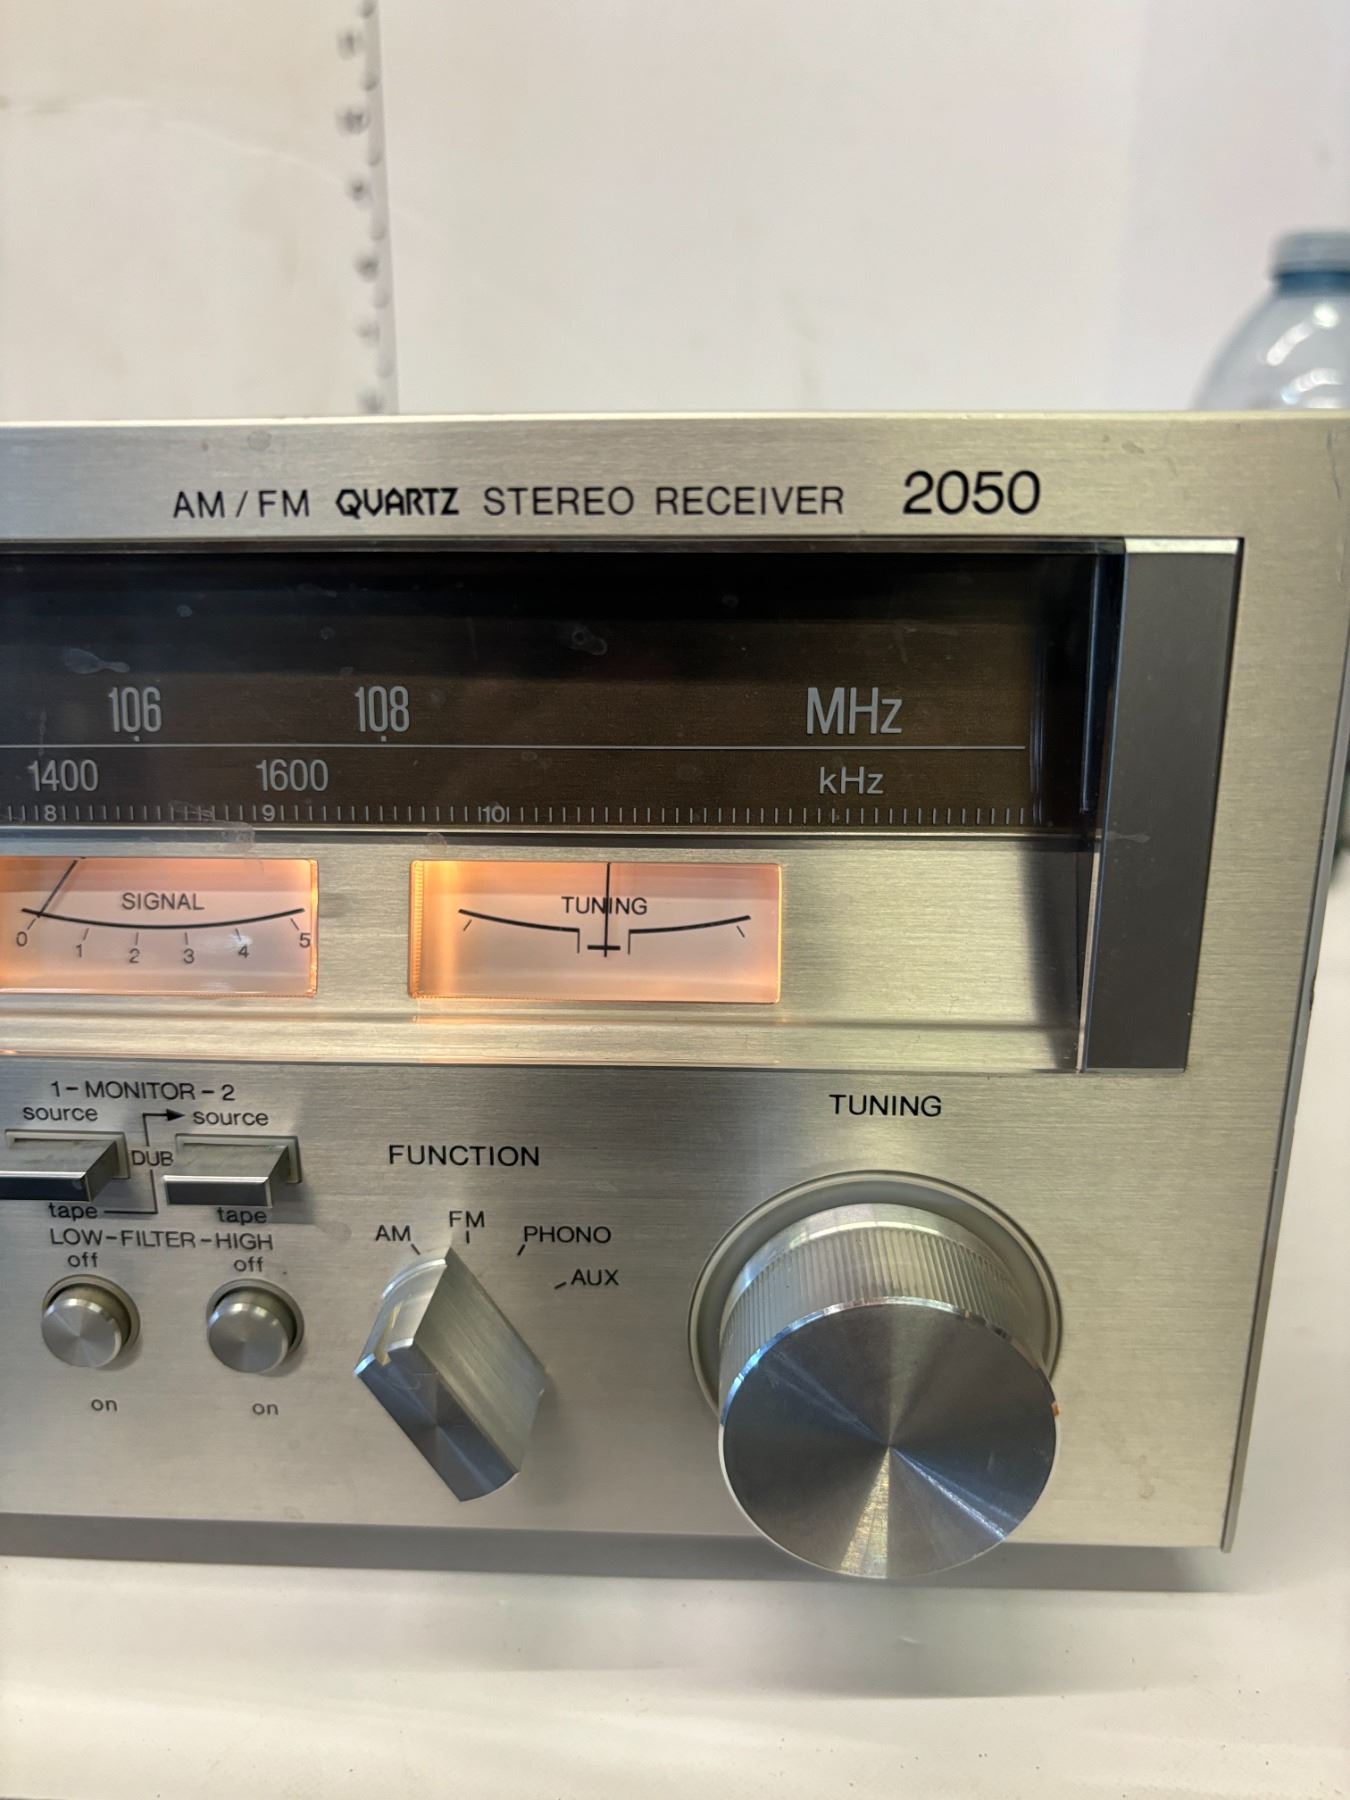 AM / FM QUARTZ STEREO RECEIVER 2050
106 108 MHz
1400 1600 kHz
8 9 10
SIGNAL
0 1 2 3 4 5
TUNING
1-MONITOR-2
source source
DUB
tape tape
LOW-FILTER-HIGH
off off
on on
FUNCTION
AM FM PHONO
AUX
TUNING